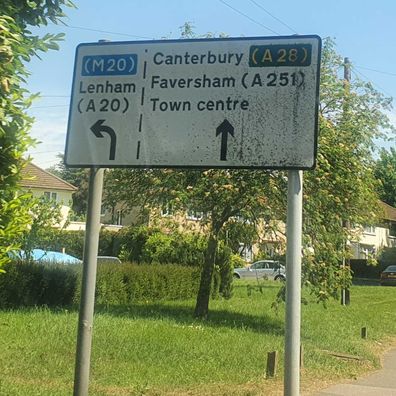 (M20)
Lenham
(A20)
Canterbury (A28)
Faversham (A251)
Town centre